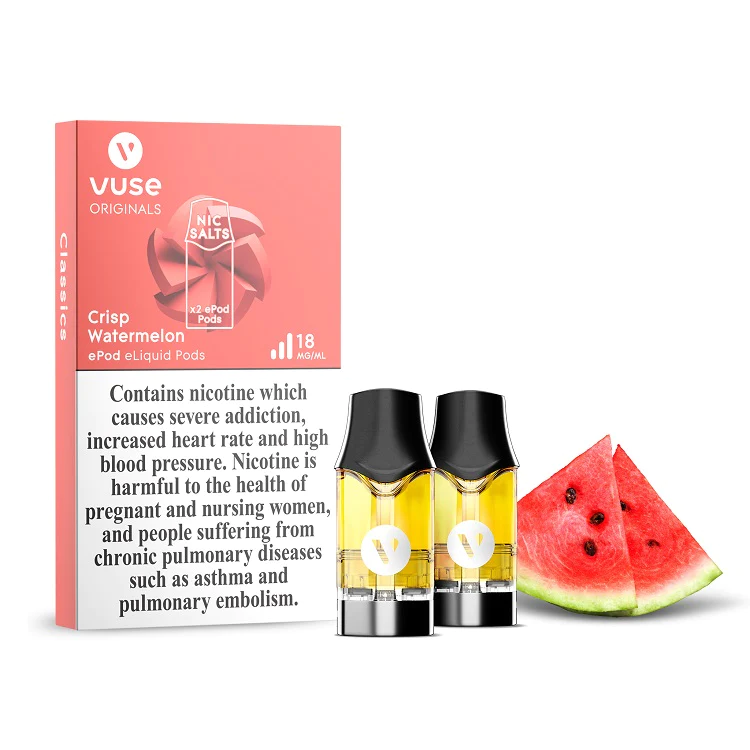 VUSE
ORIGINALS
NIC
SALTS
x2 ePod
Pods
Crisp
Watermelon
ePod eLiquid Pods
18
MG/ML
Classics
Contains nicotine which
causes severe addiction,
increased heart rate and high
blood pressure. Nicotine is
harmful to the health of
pregnant and nursing women,
and people suffering from
chronic pulmonary diseases
such as asthma and
pulmonary embolism.